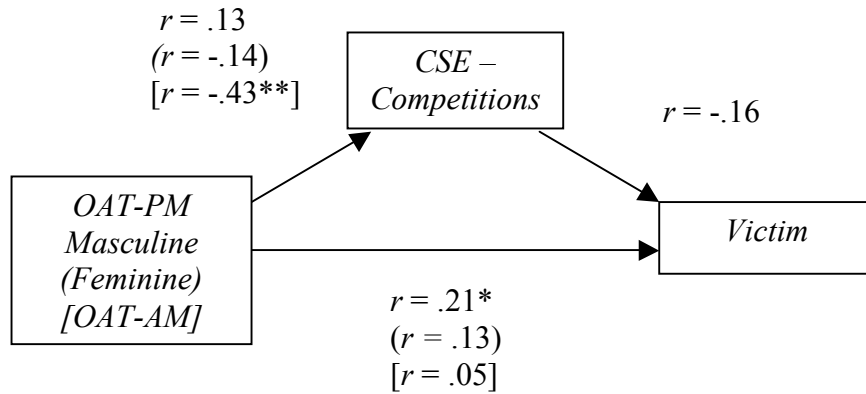 r = .13
(r = -.14)
[r = -.43**]
CSE –
Competitions
r = -.16
OAT-PM
Masculine
(Feminine)
[OAT-AM]
Victim
r = .21*
(r = .13)
[r = .05]